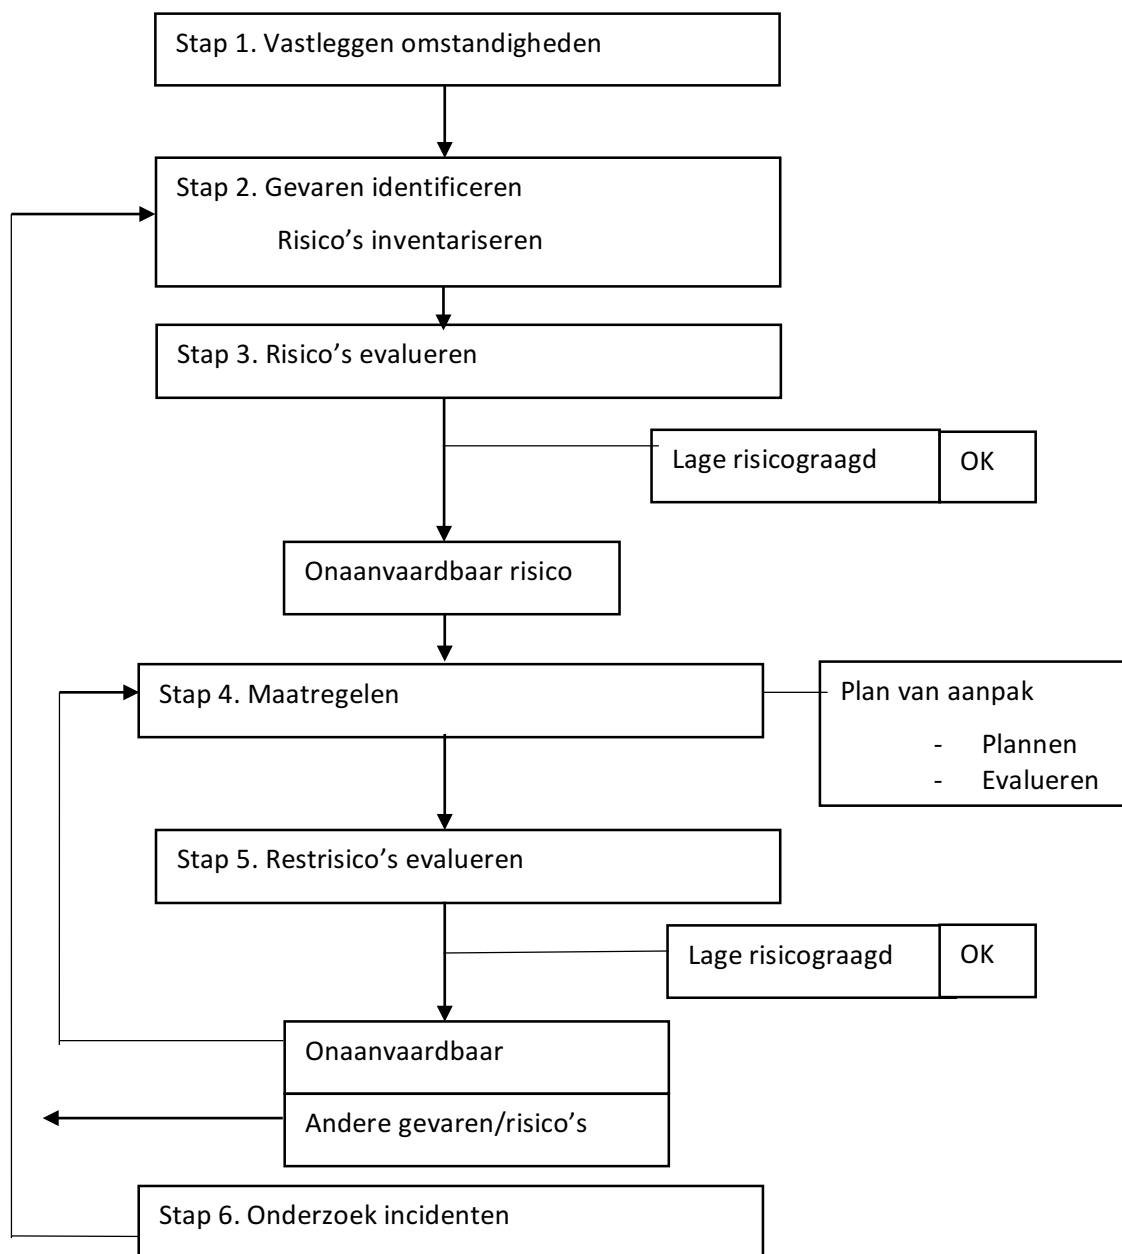 Stap 1. Vastleggen omstandigheden
Stap 2. Gevaren identificeren
Risico’s inventariseren
Stap 3. Risico’s evalueren
Lage risicograagd
OK
Onaanvaardbaar risico
Stap 4. Maatregelen
Plan van aanpak
- Plannen
- Evalueren
Stap 5. Restrisico’s evalueren
Lage risicograagd
OK
Onaanvaardbaar
Andere gevaren/risico’s
Stap 6. Onderzoek incidenten